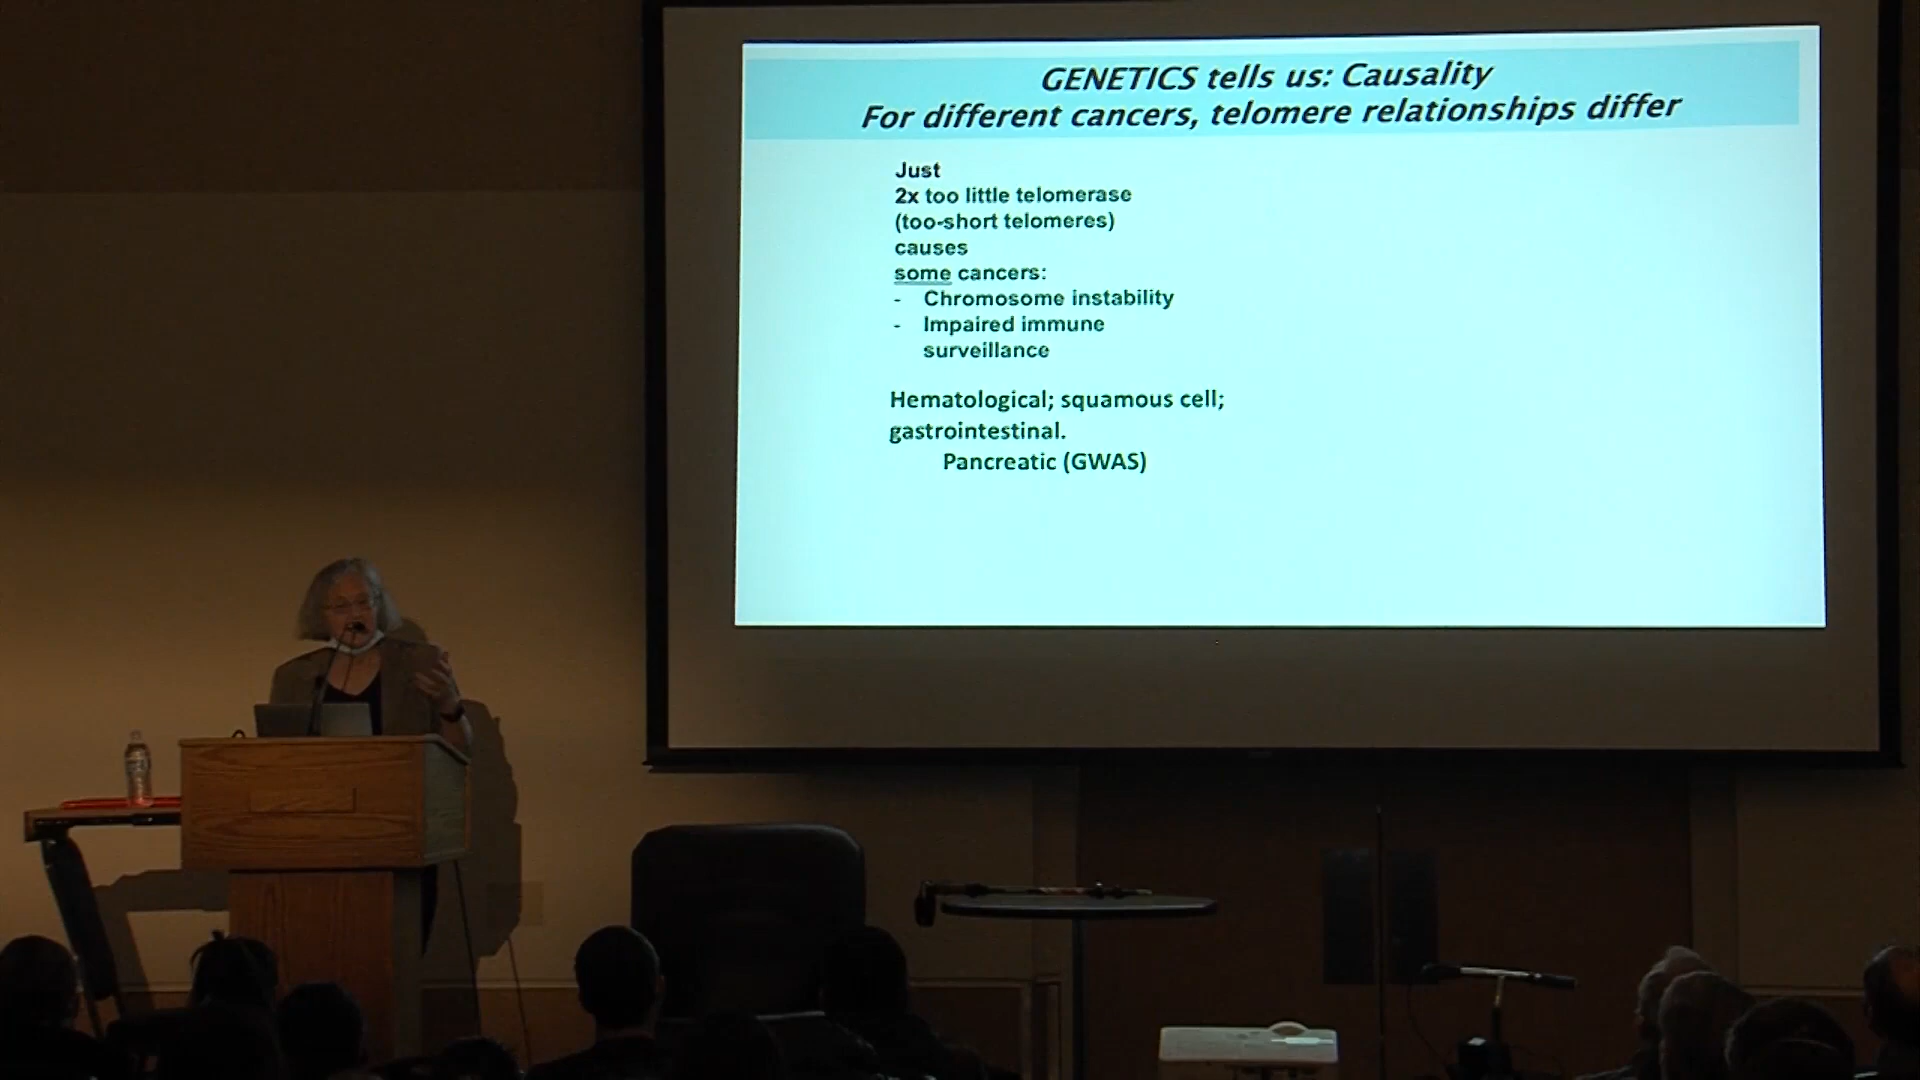 GENETICS tells us: Causality
For different cancers, telomere relationships differ
Just
2x too little telomerase
(too-short telomeres)
causes
some cancers:
- Chromosome instability
- Impaired immune
surveillance
Hematological; squamous cell;
gastrointestinal.
Pancreatic (GWAS)